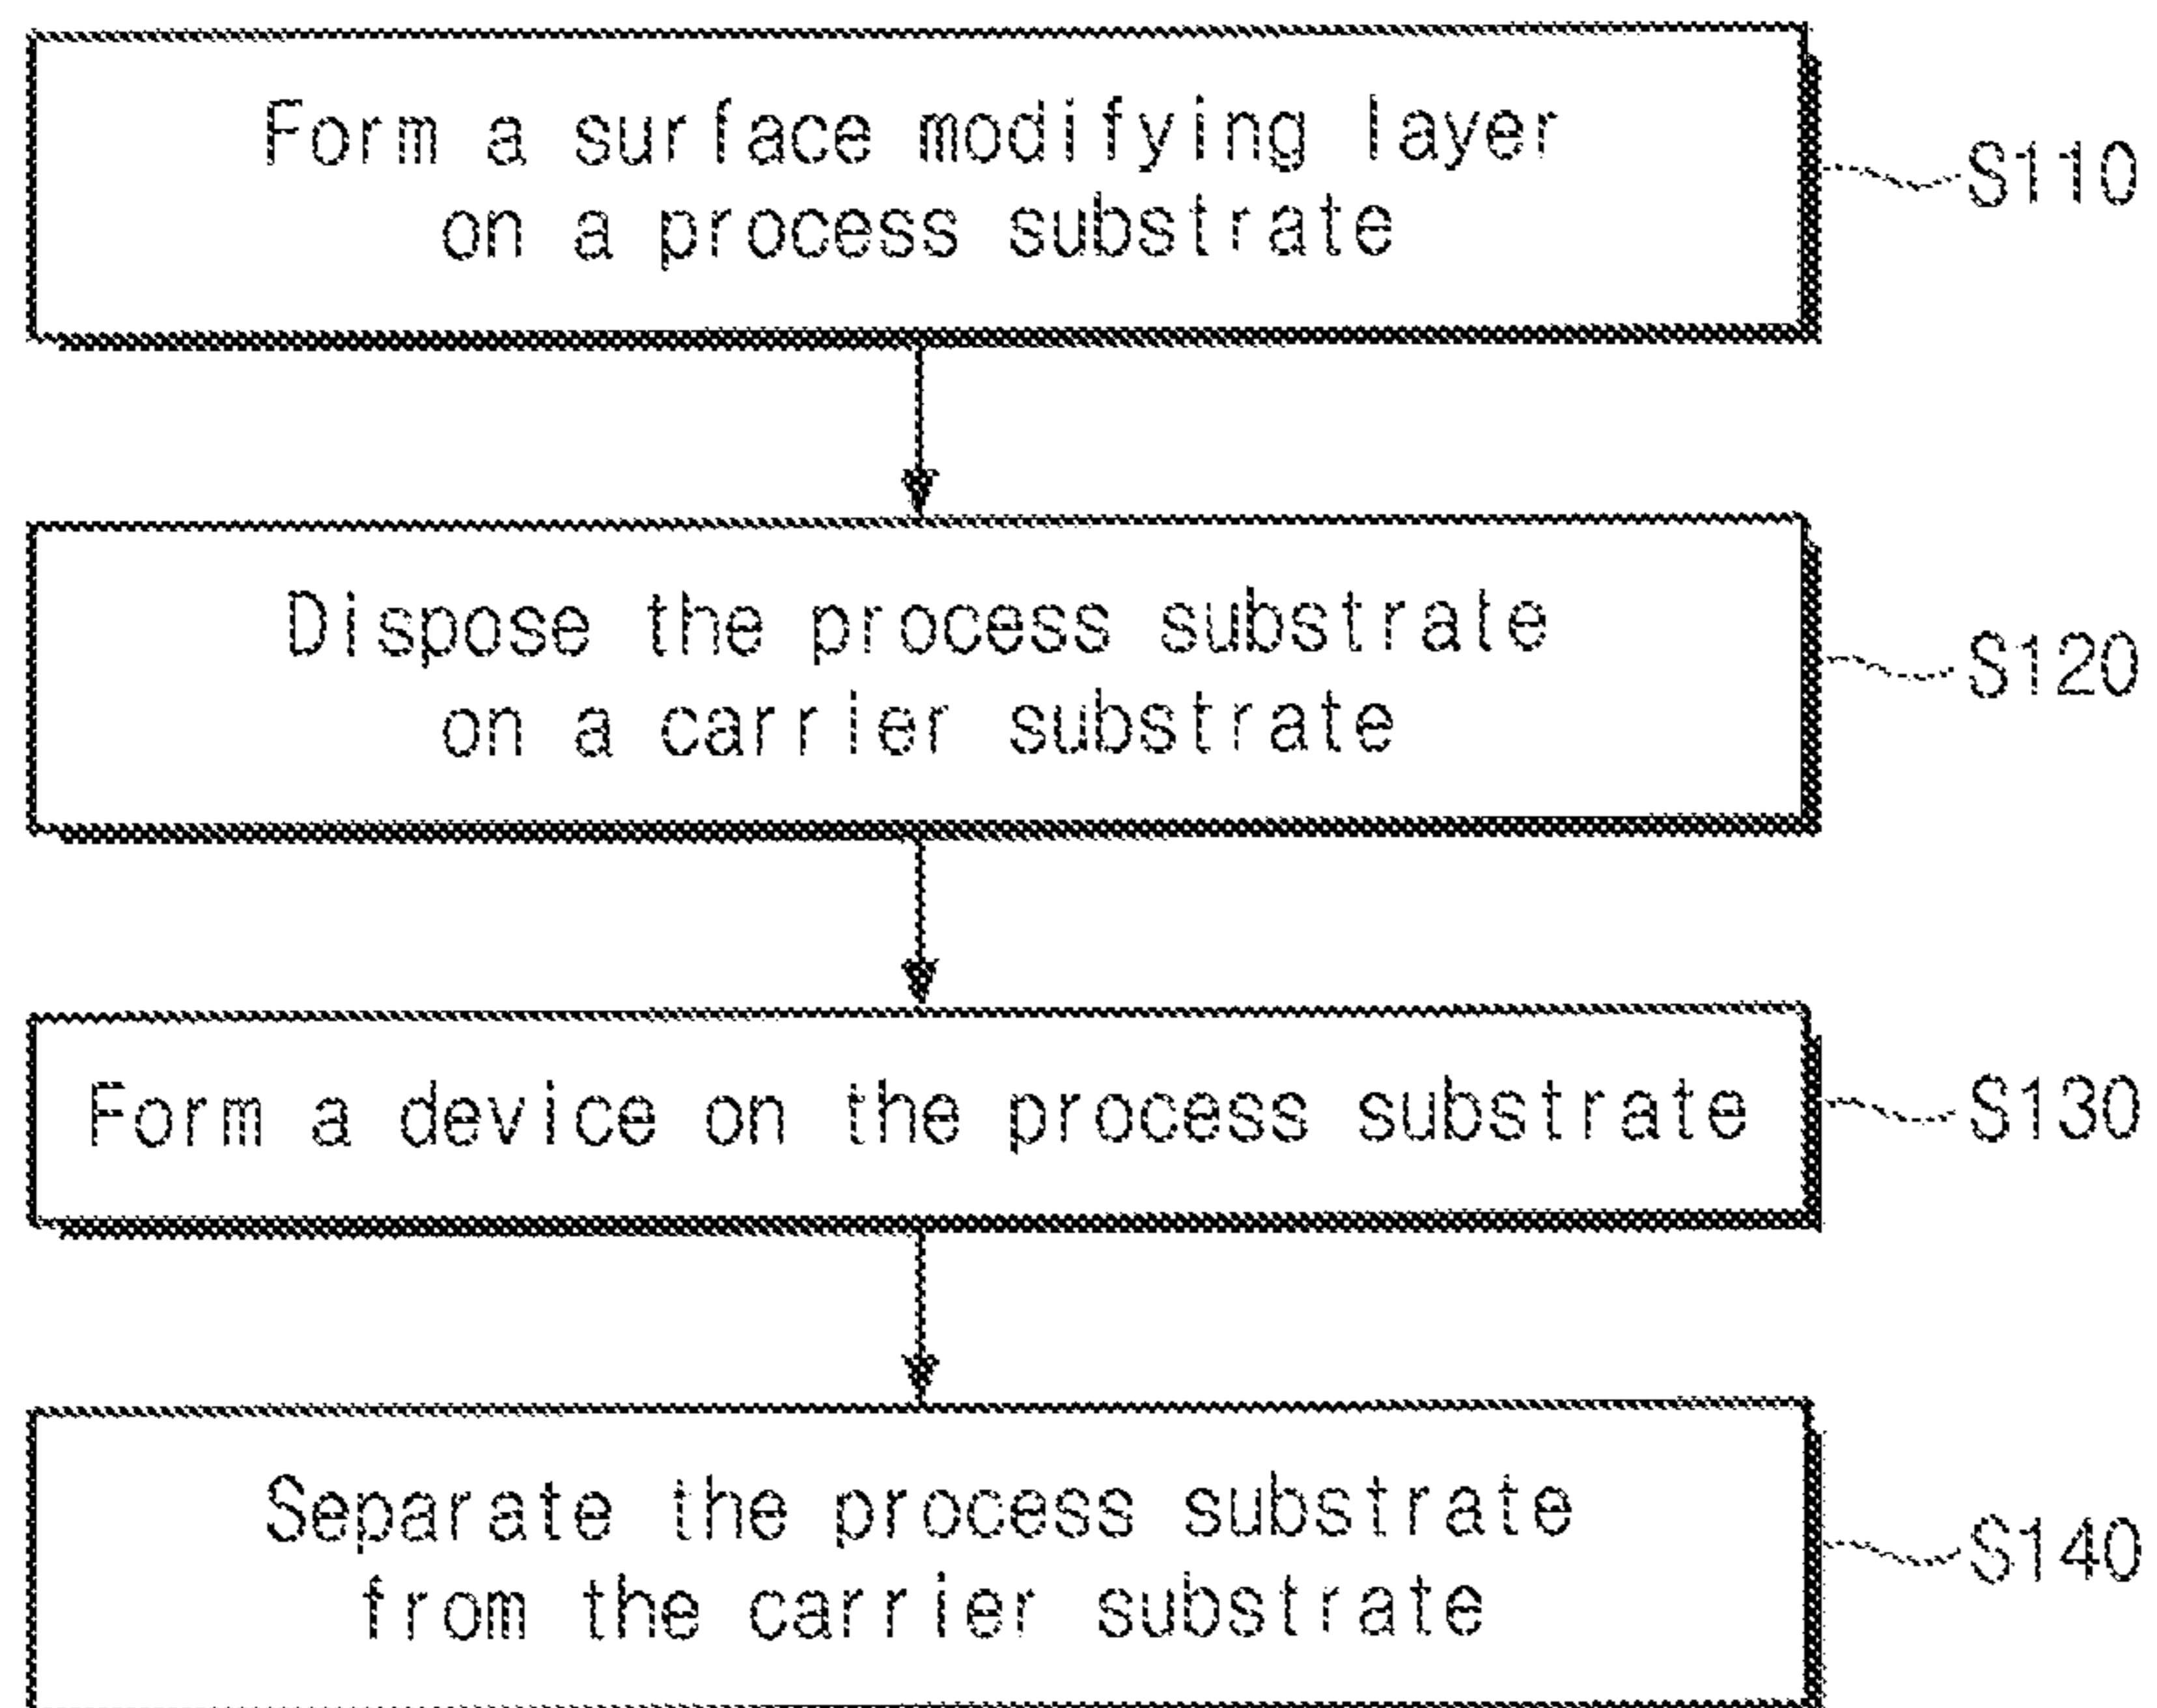 Form a surface modifying layer
on a process substrate
S110
Dispose the process substrate
on a carrier substrate
S120
Form a device on the process substrate
S130
Separate the process substrate
from the carrier substrate
S140